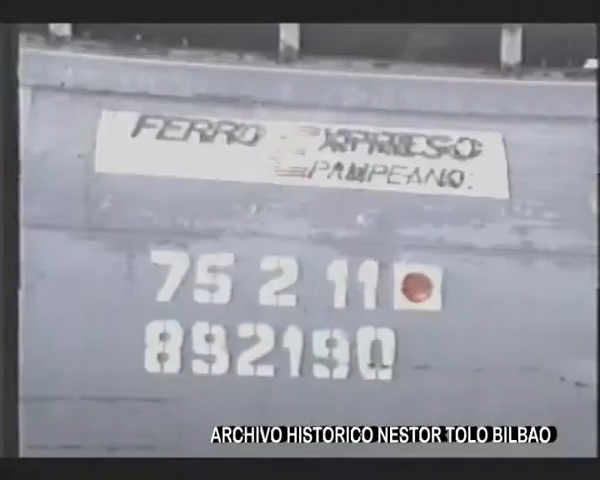 FERRO EXPRESO
PAMPEANO
75 2 11
892190
ARCHIVO HISTORICO NESTOR TOLO BILBAO